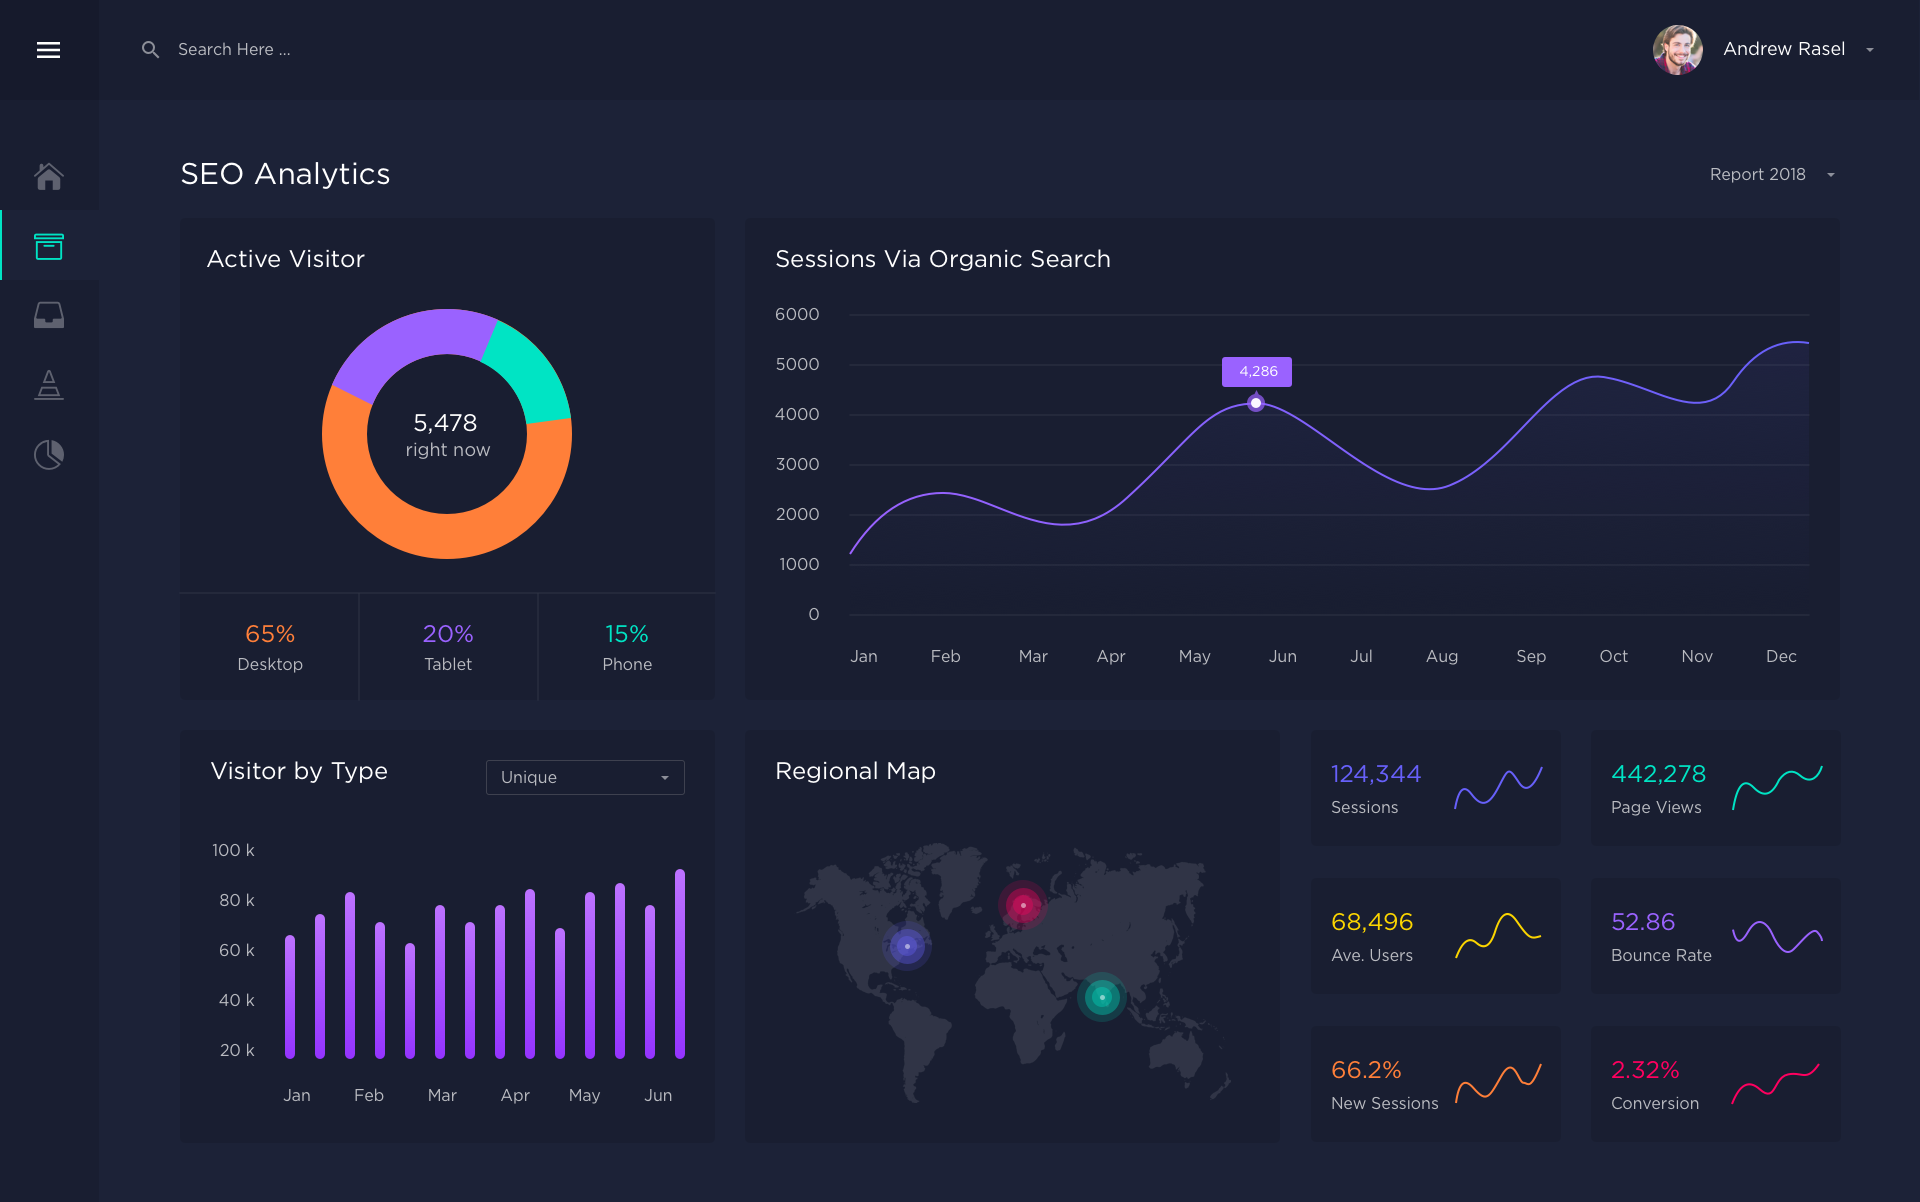 Search Here ...
Andrew Rasel
SEO Analytics
Report 2018
Active Visitor
5,478
right now
65%
Desktop
20%
Tablet
15%
Phone
Sessions Via Organic Search
6000
5000
4000
3000
2000
1000
0
4,286
Jan Feb Mar Apr May Jun Jul Aug Sep Oct Nov Dec
Visitor by Type
Unique
100 k
80 k
60 k
40 k
20 k
Jan Feb Mar Apr May Jun
Regional Map
124,344
Sessions
442,278
Page Views
68,496
Ave. Users
52.86
Bounce Rate
66.2%
New Sessions
2.32%
Conversion